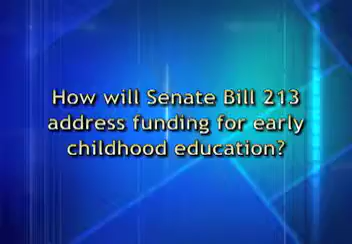 How will Senate Bill 213
address funding for early
childhood education?